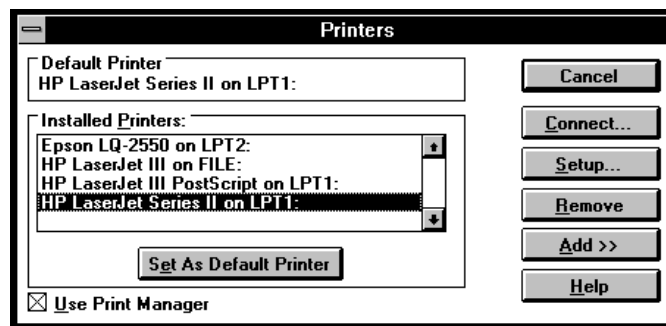 Printers
Default Printer
HP LaserJet Series II on LPT1:
Installed Printers:
Epson LQ-2550 on LPT2:
HP LaserJet III on FILE:
HP LaserJet III PostScript on LPT1:
HP LaserJet Series II on LPT1:
Set As Default Printer
Use Print Manager
Cancel
Connect...
Setup...
Remove
Add >>
Help